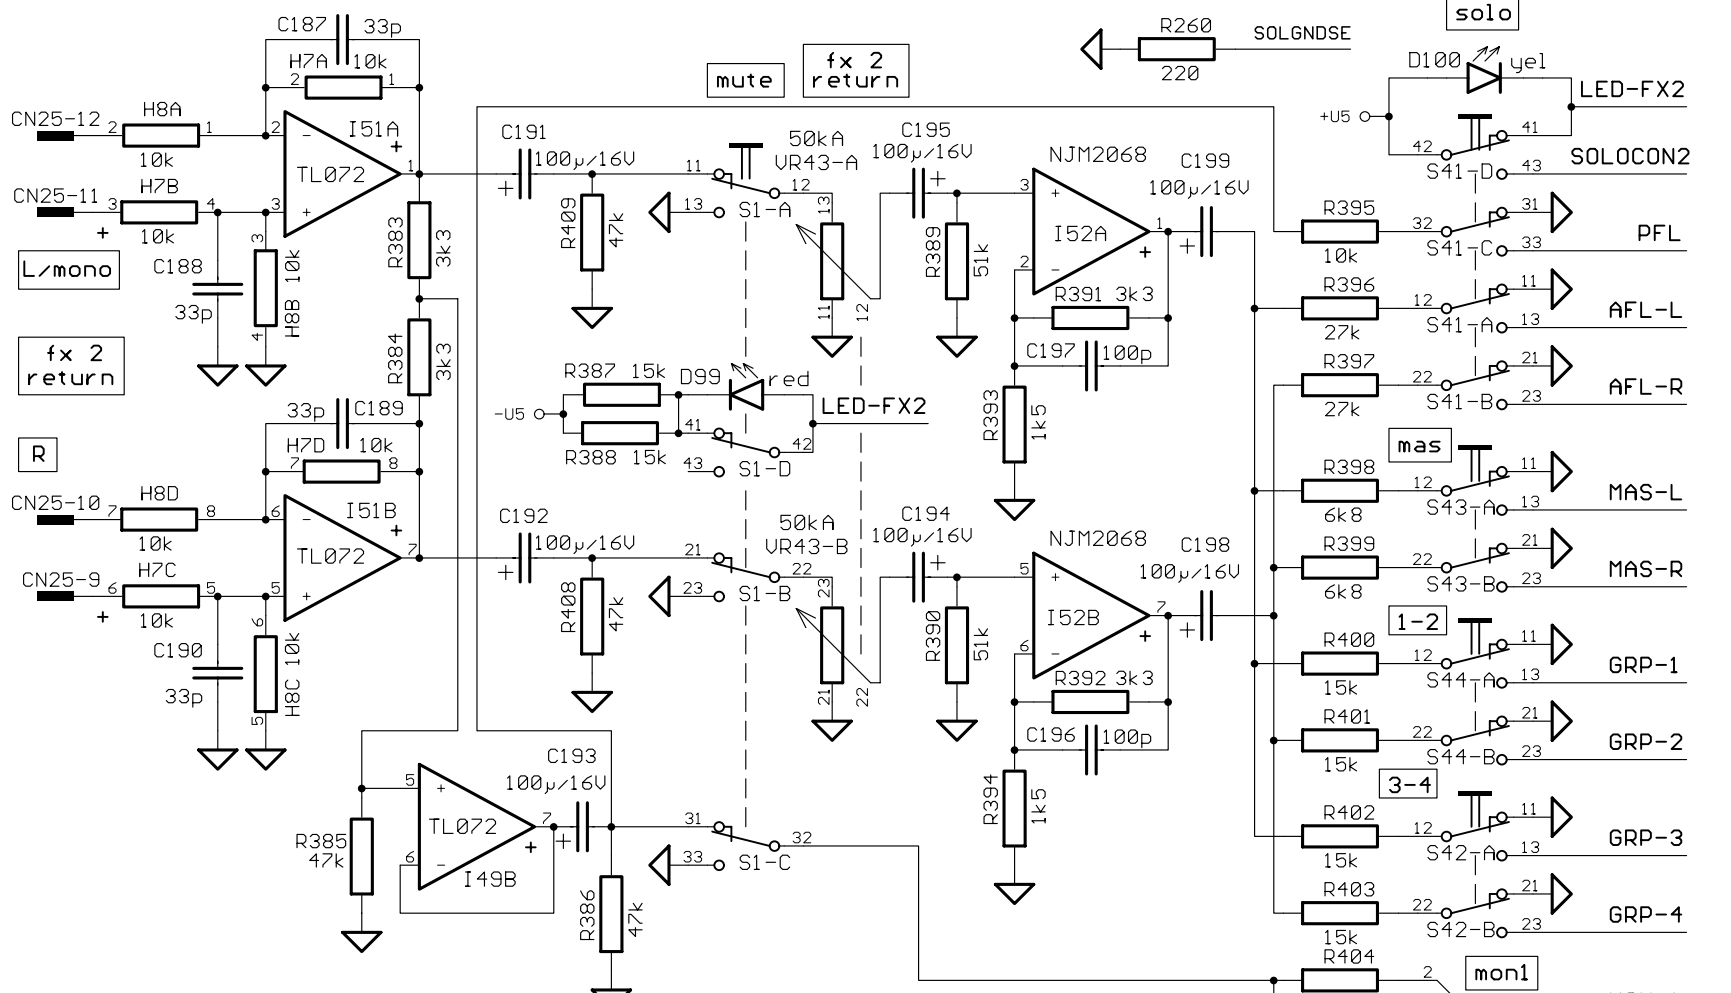 solo
C187 33p
H7A 10k
2 1
R260
220
SOLGNDSE
fx 2
return
mute
D100 yel
LED-FX2
+U5
41
42
S41-D
43
SOLOCON2
CN25-12
2 H8A 1
10k
2 -
I51A
+
TL072
1
CN25-11
3 H7B 4
10k
3 +
+
L/mono
C188
33p
3
H8B 10k
4
R383
3k3
R384
3k3
C191
100µ/16V
+
R409
47k
11
12
13
S1-A
50kA
VR43-A
13
11
12
C195
100µ/16V
+
R389
51k
NJM2068
3 +
2 -
I52A
1
+
R391 3k3
C197 100p
R393
1k5
C199
100µ/16V
+
R395
10k
32
31
33
S41-C
PFL
R396
27k
12
11
13
S41-A
AFL-L
R397
27k
22
21
23
S41-B
AFL-R
fx 2
return
R
33p C189
H7D 10k
7 8
R387 15k
D99 red
-U5
R388 15k
41
42
43
S1-D
LED-FX2
mas
R398
6k8
12
11
13
S43-A
MAS-L
R399
6k8
22
21
23
S43-B
MAS-R
CN25-10
7 H8D 8
10k
6 -
I51B
+
TL072
7
CN25-9
6 H7C 5
10k
5 +
+
C190
33p
6
H8C 10k
5
C192
100µ/16V
+
R408
47k
21
22
23
S1-B
50kA
VR43-B
23
21
22
C194
100µ/16V
+
R390
51k
NJM2068
5 +
6 -
I52B
7
+
R392 3k3
C196 100p
R394
1k5
C198
100µ/16V
+
1-2
R400
15k
12
11
13
S44-A
GRP-1
R401
15k
22
21
23
S44-B
GRP-2
3-4
R402
15k
12
11
13
S42-A
GRP-3
R403
15k
22
21
23
S42-B
GRP-4
R385
47k
5 +
6 -
TL072
7
+
I49B
C193
100µ/16V
+
R386
47k
31
32
33
S1-C
R404
2
mon1